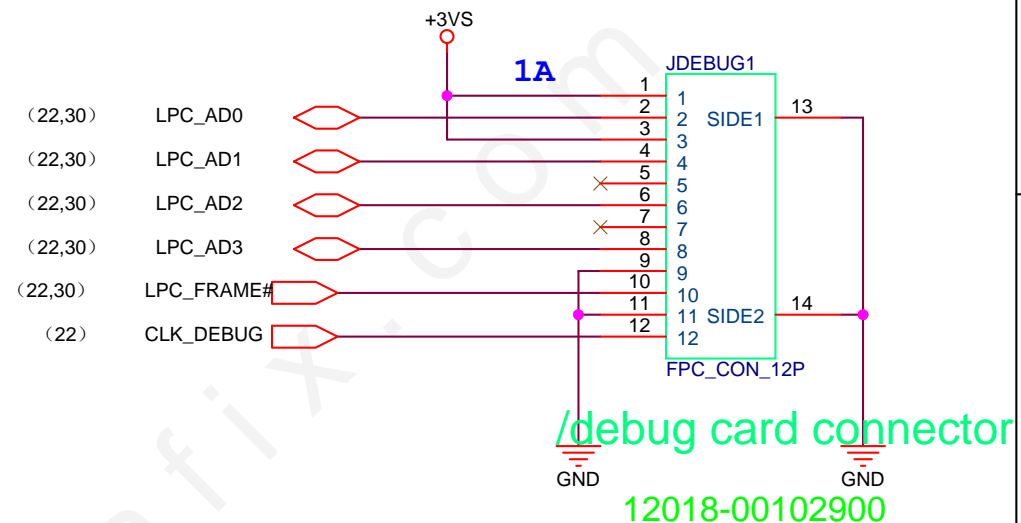 +3VS
1A
JDEBUG1
1 1
(22,30) LPC_AD0 2 2 SIDE1 13
3 3
(22,30) LPC_AD1 4 4
5 5
(22,30) LPC_AD2 6 6
7 7
(22,30) LPC_AD3 8 8
9 9
(22,30) LPC_FRAME# 10 10
11 11 SIDE2 14
(22) CLK_DEBUG 12 12
FPC_CON_12P
/debug card connector
GND GND
12018-00102900
fix.com